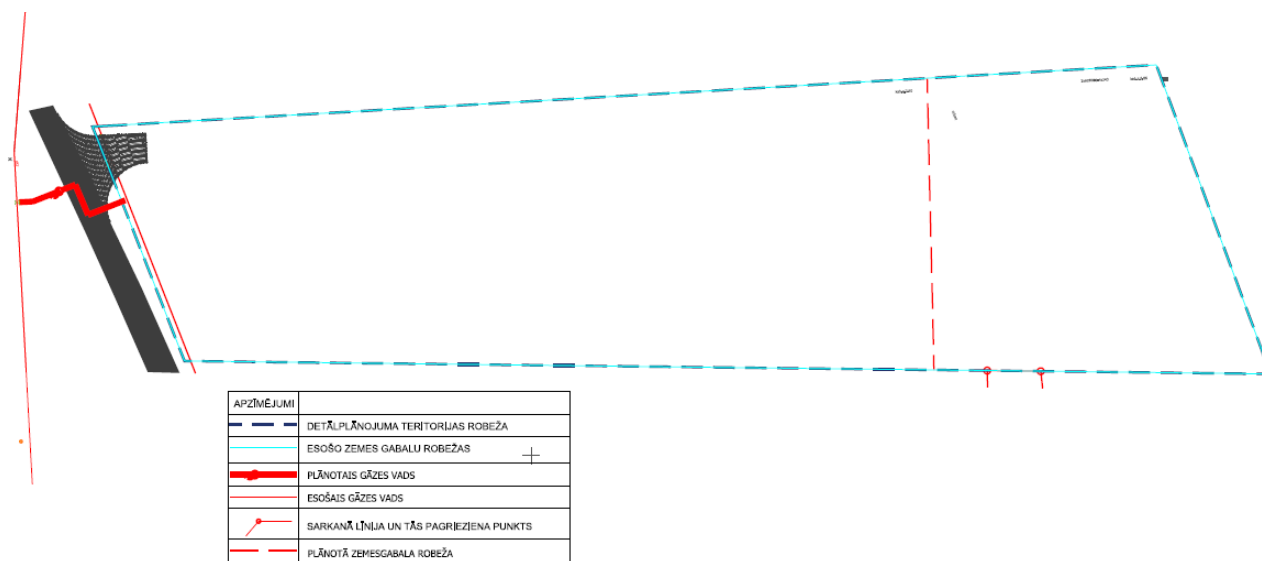 APZĪMĒJUMI
DETĀLPLĀNOJUMA TERITORIJAS ROBEŽA
ESOŠO ZEMES GABALU ROBEŽAS
PLĀNOTAIS GĀZES VADS
ESOŠAIS GĀZES VADS
SARKANĀ LĪNIJA UN TĀS PAGRIEZIENA PUNKTS
PLĀNOTĀ ZEMESGABALA ROBEŽA